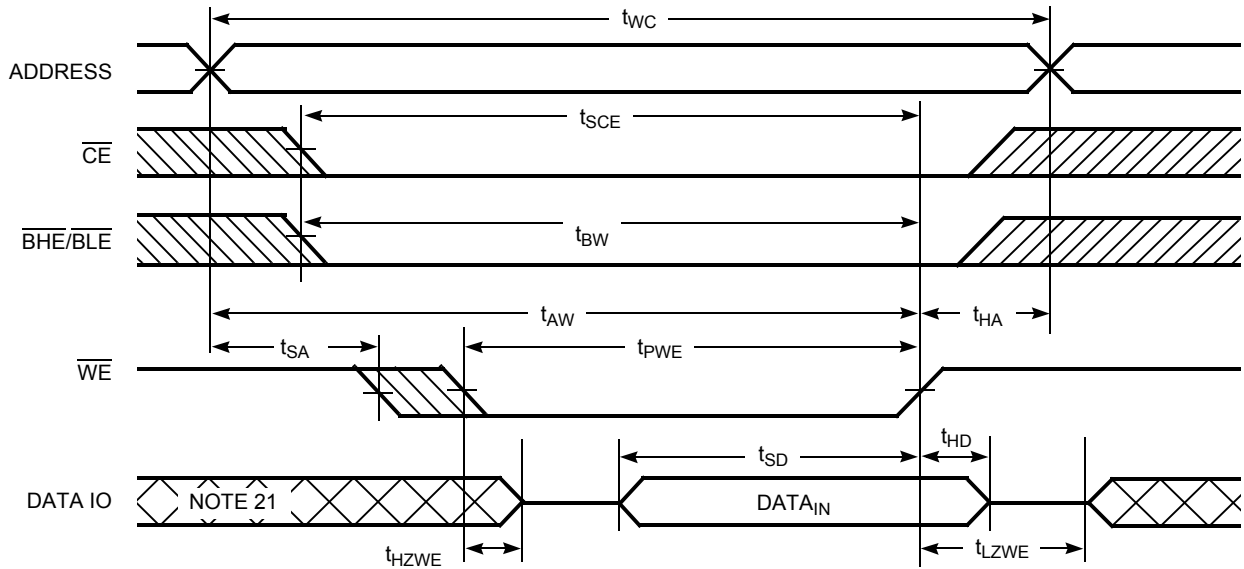 tWC
ADDRESS
tSCE
CE
tBW
BHE/BLE
tAW
tHA
tSA
tPWE
WE
tSD
tHD
DATA IO
NOTE 21
DATAIN
tHZWE
tLZWE